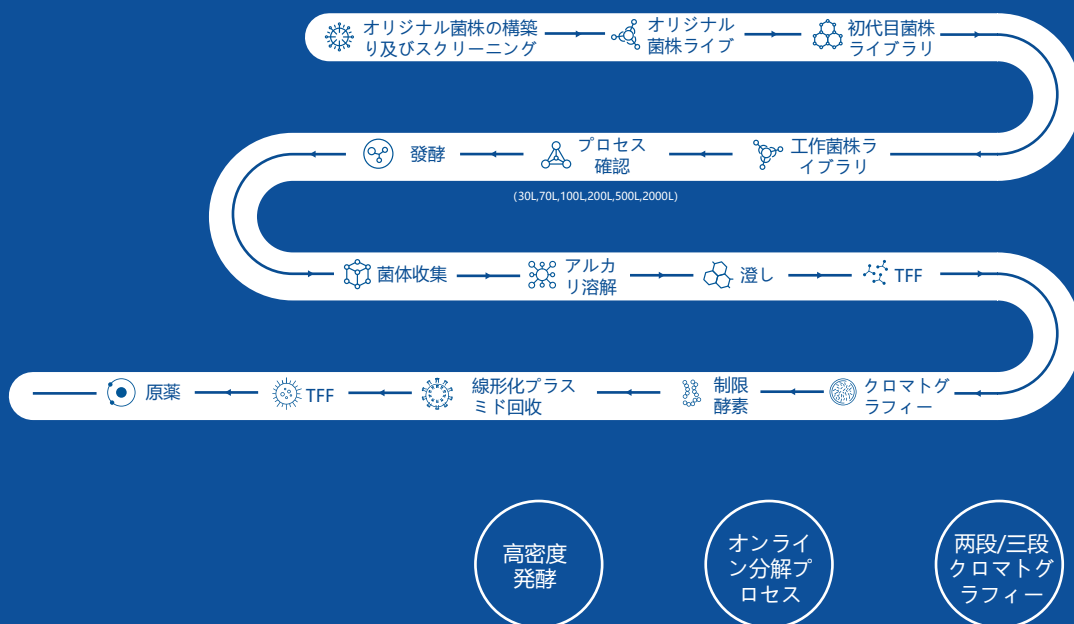 オリジナル菌株の構築
り及びスクリーニング
オリジナル
菌株ライブ
初代目菌株
ライブラリ
工作菌株ラ
イブラリ
プロセス
確認
(30L,70L,100L,200L,500L,2000L)
發酵
菌体收集
アルカ
リ溶解
澄し
TFF
クロマトグ
ラフィー
制限
酵素
線形化プラス
ミド回收
TFF
原薬
高密度
発酵
オンライ
ン分解プ
ロセス
两段/三段
クロマトグ
ラフィー